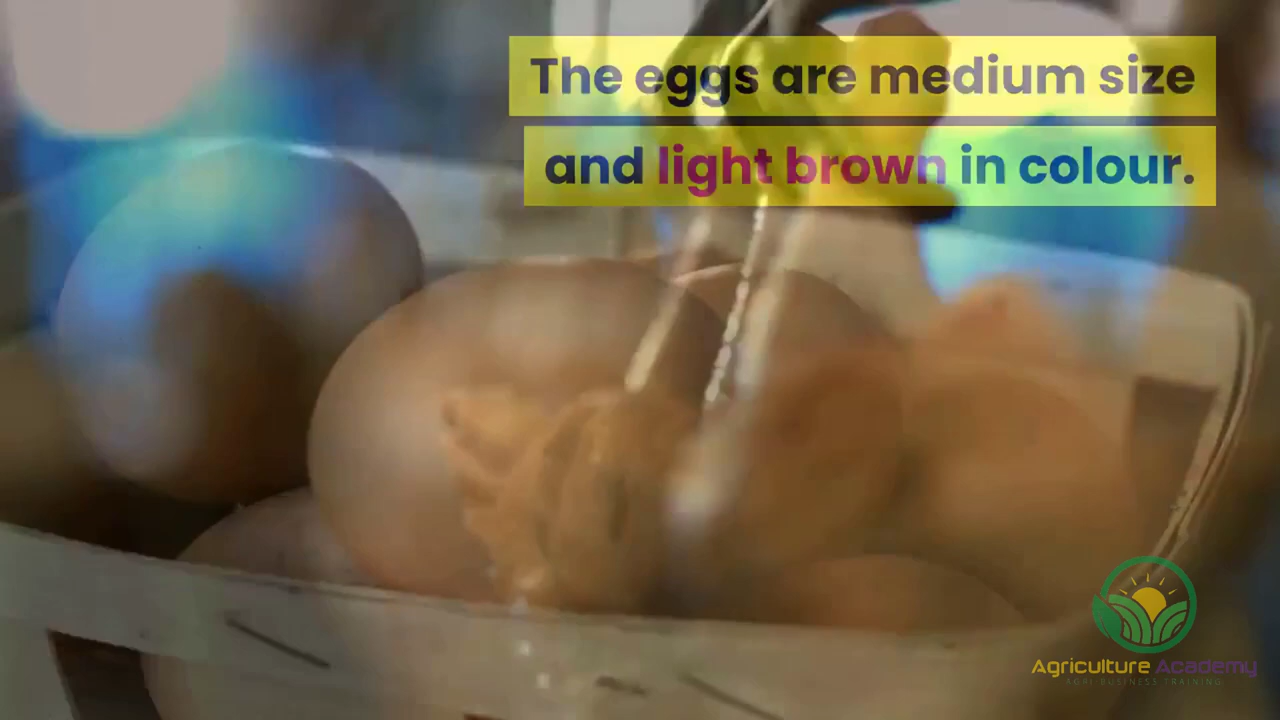 The eggs are medium size
and light brown in colour.
Agriculture Academy
AGRI-BUSINESS TRAINING